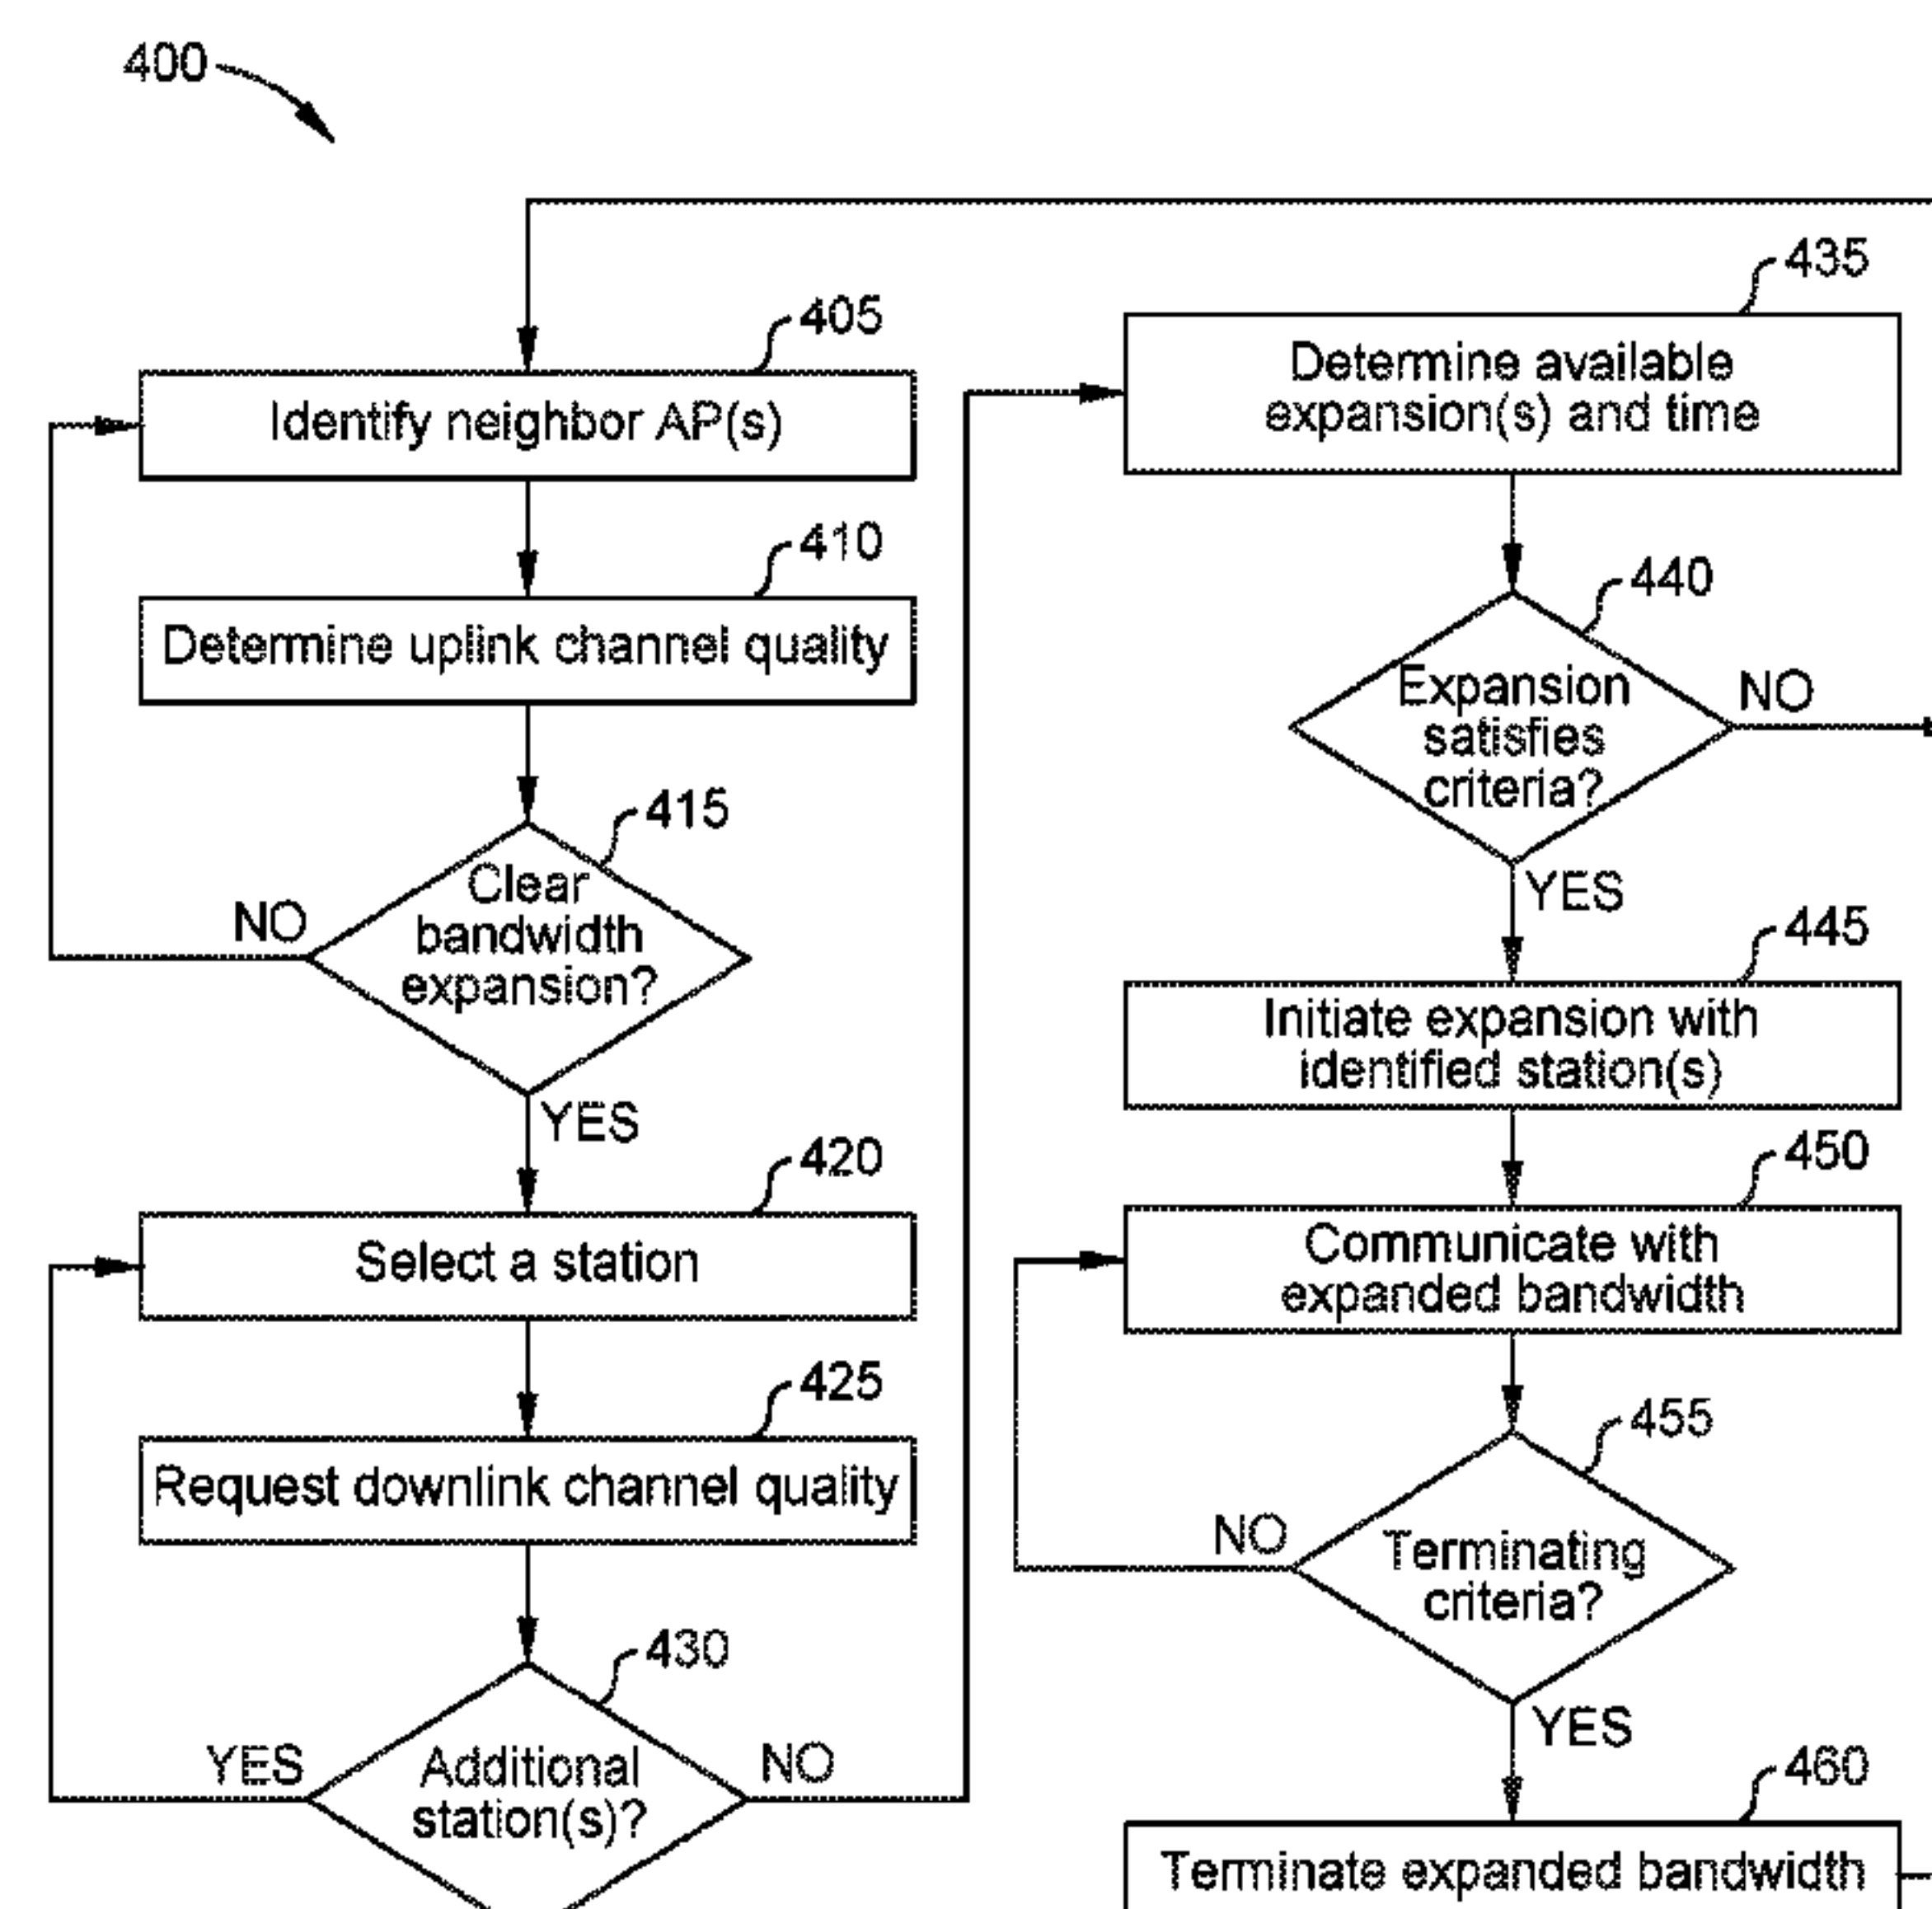 400
405
Identify neighbor AP(s)
410
Determine uplink channel quality
415
Clear
bandwidth
expansion?
NO
YES
420
Select a station
425
Request downlink channel quality
430
Additional
station(s)?
YES
NO
435
Determine available
expansion(s) and time
440
Expansion
satisfies
criteria?
NO
YES
445
Initiate expansion with
identified station(s)
450
Communicate with
expanded bandwidth
455
Terminating
criteria?
NO
YES
460
Terminate expanded bandwidth